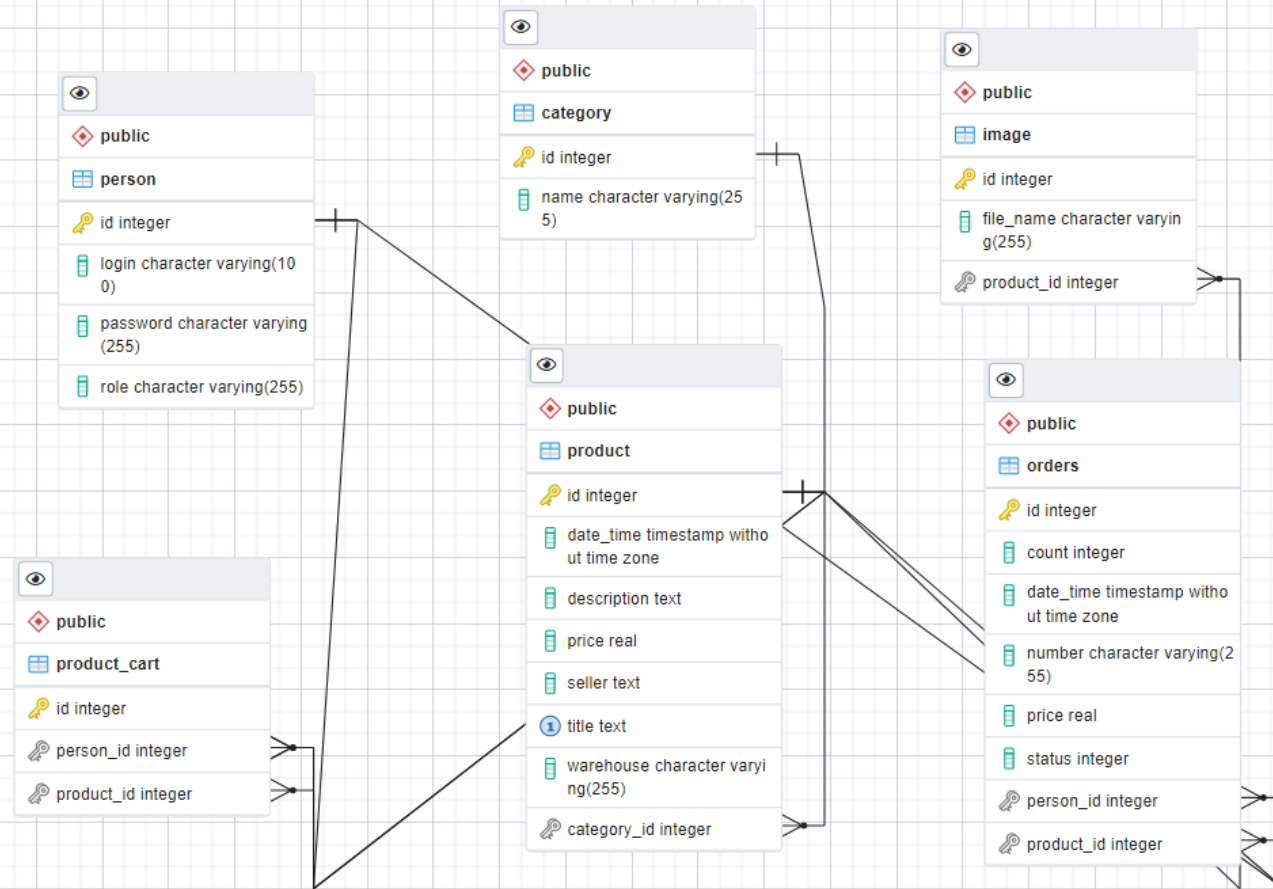 public
person
id integer
login character varying(10
0)
password character varying
(255)
role character varying(255)
public
category
id integer
name character varying(25
5)
public
image
id integer
file_name character varyin
g(255)
product_id integer
public
product
id integer
date_time timestamp witho
ut time zone
description text
price real
seller text
1 title text
warehouse character varyi
ng(255)
category_id integer
public
orders
id integer
count integer
date_time timestamp witho
ut time zone
number character varying(2
55)
price real
status integer
person_id integer
product_id integer
public
product_cart
id integer
person_id integer
product_id integer